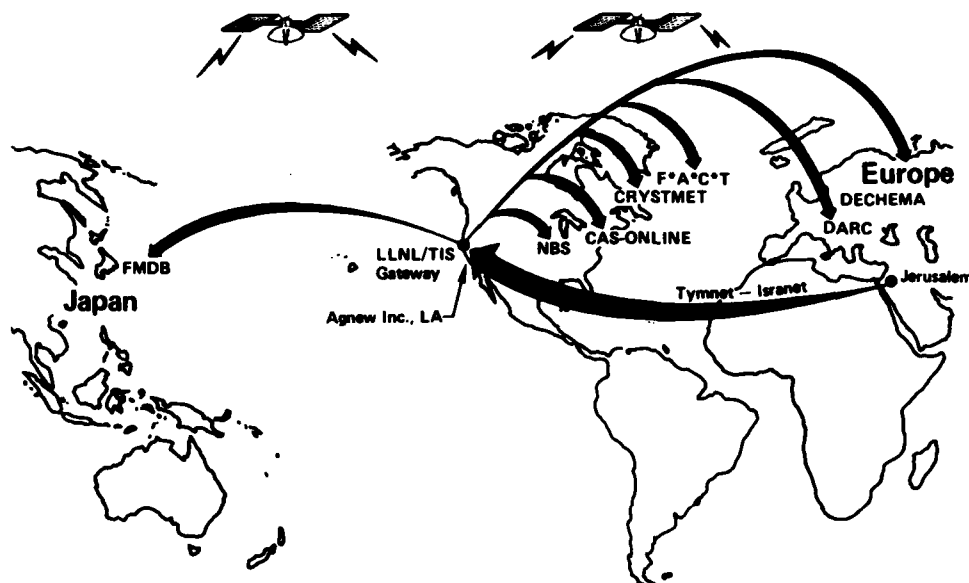 F*A*C*T
CRYSTMET
Europe
DECHEMA
DARC
NBS
CAS-ONLINE
LLNL/TIS
Gateway
FMDB
Japan
Agnew Inc., LA
Tymnet — Isranet
Jerusalem